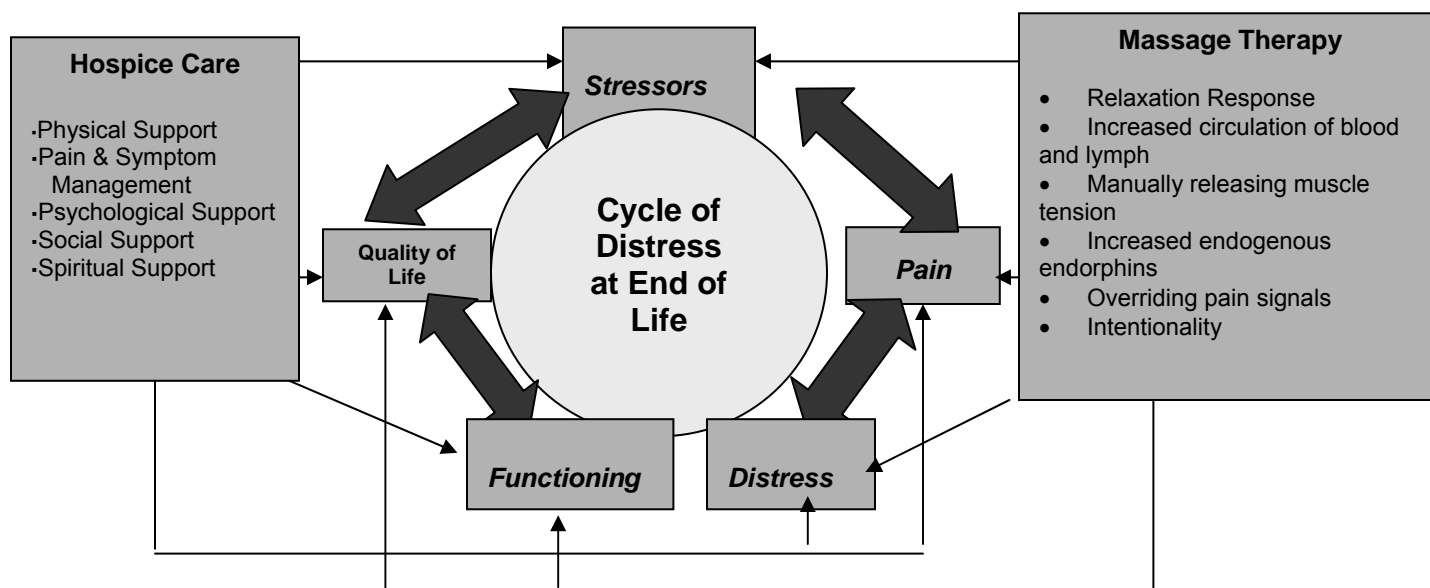 Hospice Care
·Physical Support
·Pain & Symptom
Management
·Psychological Support
·Social Support
·Spiritual Support
Stressors
Massage Therapy
• Relaxation Response
• Increased circulation of blood
and lymph
• Manually releasing muscle
tension
• Increased endogenous
endorphins
• Overriding pain signals
• Intentionality
Cycle of
Distress
at End of
Life
Quality of
Life
Pain
Functioning
Distress